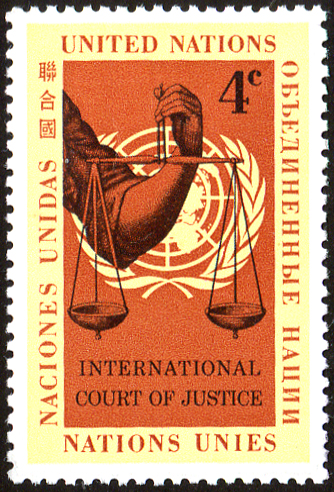 UNITED NATIONS
聯合國
NACIONES UNIDAS
4c
ОБЪЕДИНЕННЫЕ НАЦИИ
INTERNATIONAL
COURT OF JUSTICE
NATIONS UNIES